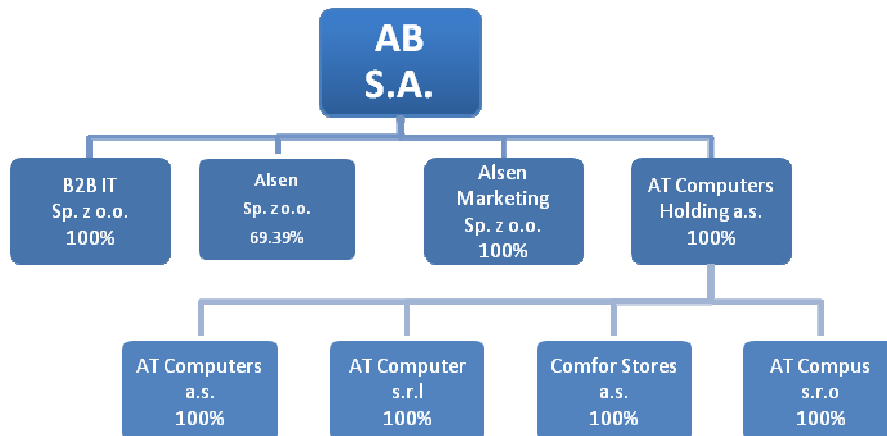 AB
S.A.
B2B IT
Sp. z o.o.
100%
Alsen
Sp. z o.o.
69.39%
Alsen
Marketing
Sp. z o.o.
100%
AT Computers
Holding a.s.
100%
AT Computers
a.s.
100%
AT Computer
s.r.l
100%
Comfor Stores
a.s.
100%
AT Compus
s.r.o
100%